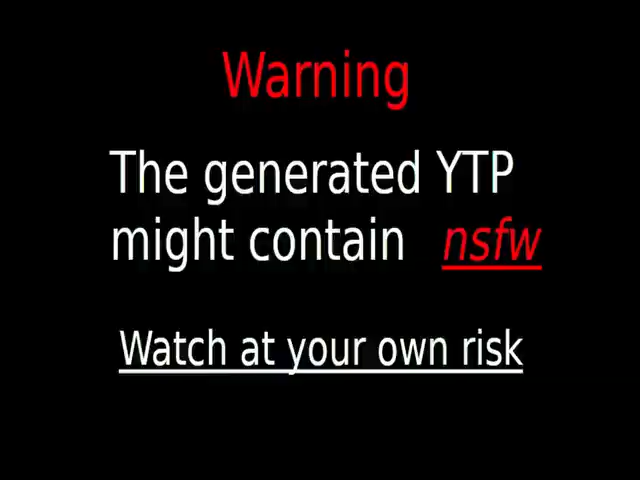 Warning
The generated YTP
might contain nsfw
Watch at your own risk